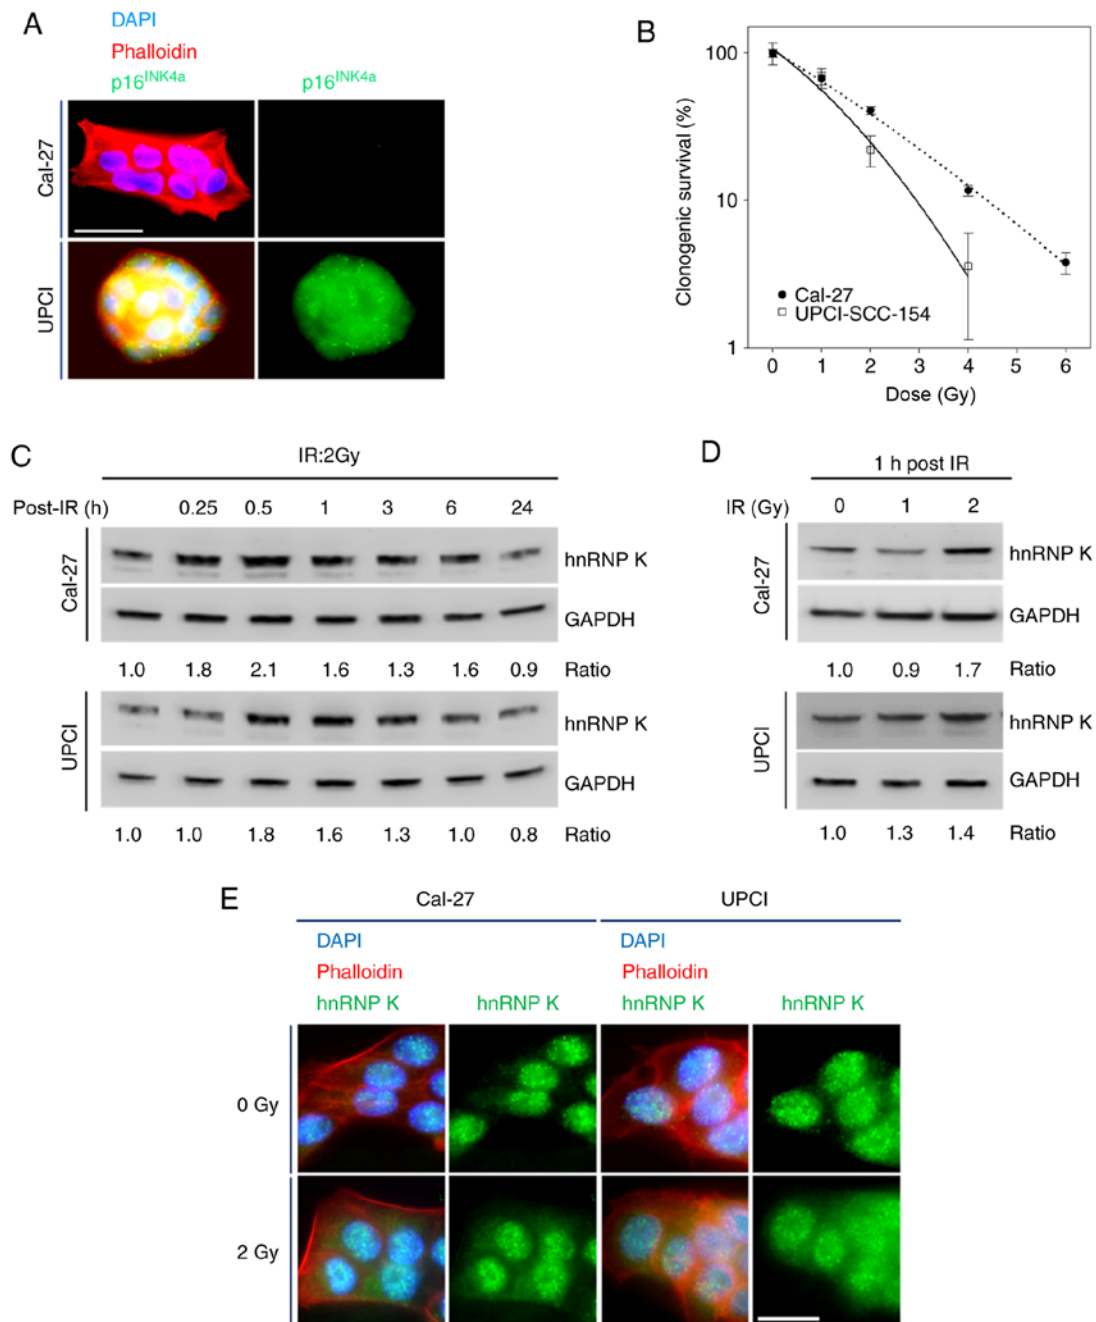 A
DAPI
Phalloidin
p16INK4a p16INK4a
Cal-27
UPCI
B
Clonogenic survival (%)
100
10
1
Cal-27
UPCI-SCC-154
0 1 2 3 4 5 6
Dose (Gy)
C
IR:2Gy
Post-IR (h) 0.25 0.5 1 3 6 24
Cal-27
hnRNP K
GAPDH
1.0 1.8 2.1 1.6 1.3 1.6 0.9 Ratio
UPCI
hnRNP K
GAPDH
1.0 1.0 1.8 1.6 1.3 1.0 0.8 Ratio
D
1 h post IR
IR (Gy) 0 1 2
Cal-27
hnRNP K
GAPDH
1.0 0.9 1.7 Ratio
UPCI
hnRNP K
GAPDH
1.0 1.3 1.4 Ratio
E
Cal-27 UPCI
DAPI DAPI
Phalloidin Phalloidin
hnRNP K hnRNP K hnRNP K hnRNP K
0 Gy
2 Gy